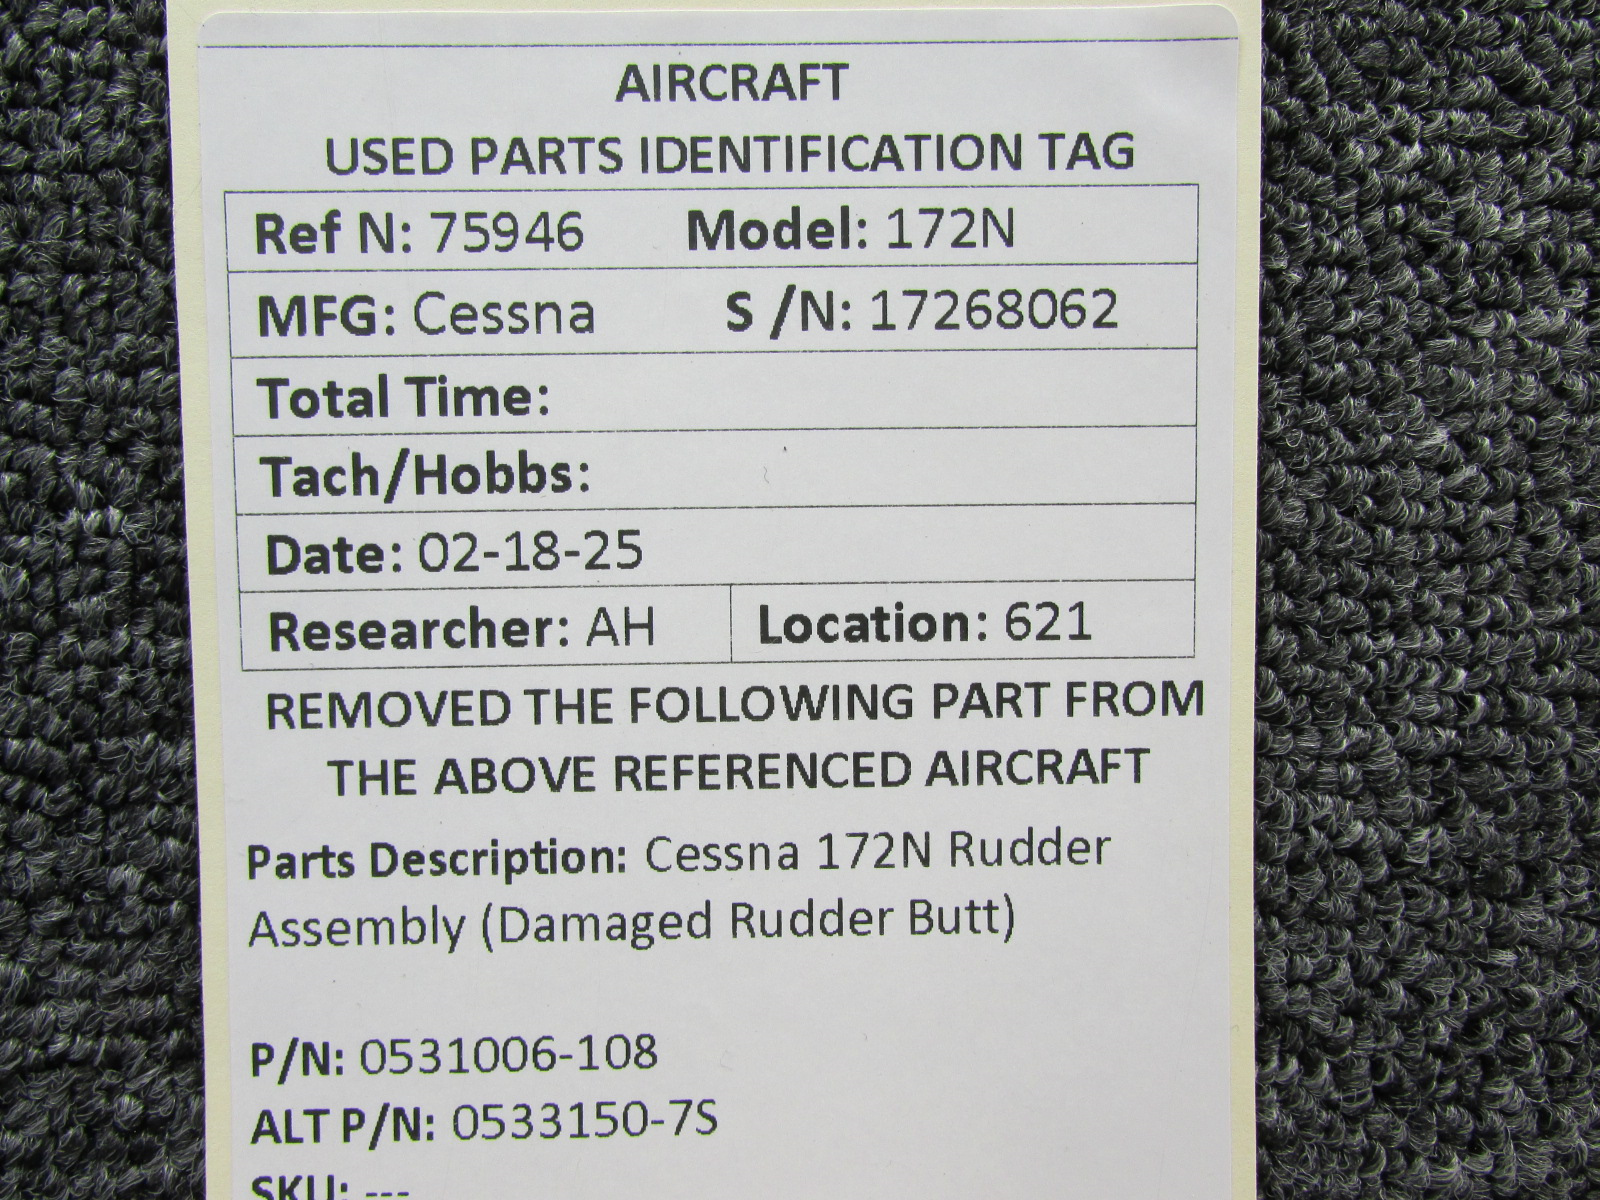 AIRCRAFT
USED PARTS IDENTIFICATION TAG
Ref N: 75946 Model: 172N
MFG: Cessna S /N: 17268062
Total Time:
Tach/Hobbs:
Date: 02-18-25
Researcher: AH Location: 621
REMOVED THE FOLLOWING PART FROM
THE ABOVE REFERENCED AIRCRAFT
Parts Description: Cessna 172N Rudder
Assembly (Damaged Rudder Butt)
P/N: 0531006-108
ALT P/N: 0533150-7S
SKU: ---